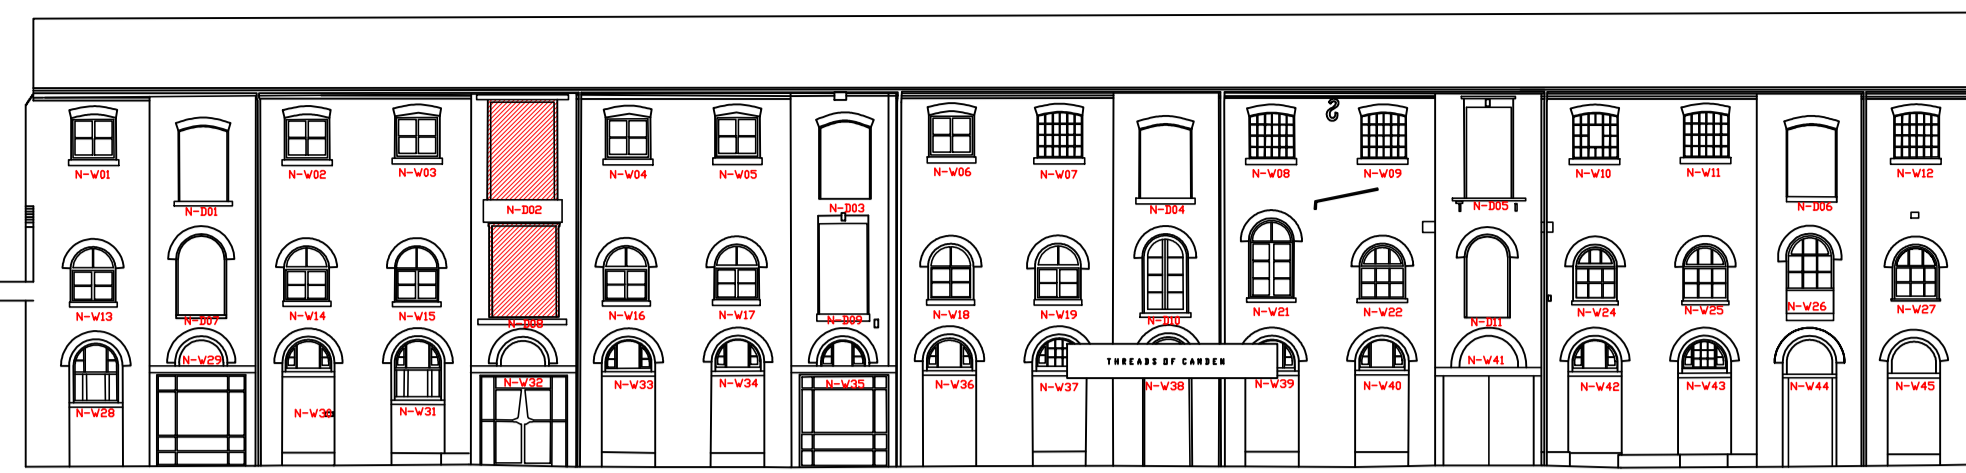 N-W01 N-D01 N-W02 N-W03 N-D02 N-W04 N-W05 N-D03 N-W06 N-W07 N-D04 N-W08 N-W09 N-D05 N-W10 N-W11 N-D06 N-W12
N-W13 N-D07 N-W14 N-W15 N-D08 N-W16 N-W17 N-D09 N-W18 N-W19 N-D10 N-W21 N-W22 N-D11 N-W24 N-W25 N-W26 N-W27
THREADS OF CAMDEN
N-W28 N-W29 N-W30 N-W31 N-W32 N-W33 N-W34 N-W35 N-W36 N-W37 N-W38 N-W39 N-W40 N-W41 N-W42 N-W43 N-W44 N-W45